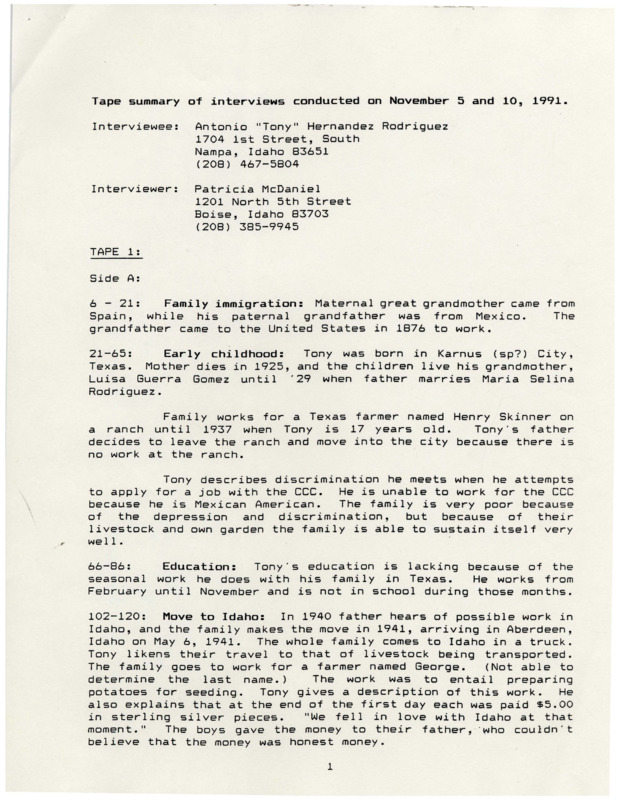 Tape summary of interviews conducted on November 5 and 10, 1991.
Interviewee: Antonio "Tony" Hernandez Rodriguez
1704 1st Street, South
Nampa, Idaho 83651
(208) 467-5804
Interviewer: Patricia McDaniel
1201 North 5th Street
Boise, Idaho 83703
(208) 385-9945
TAPE 1:
Side A:
6 - 21: Family immigration: Maternal great grandmother came from
Spain, while his paternal grandfather was from Mexico. The
grandfather came to the United States in 1876 to work.
21-65: Early childhood: Tony was born in Karnus (sp?) City,
Texas. Mother dies in 1925, and the children live his grandmother,
Luisa Guerra Gomez until '29 when father marries Maria Selina
Rodriguez.
Family works for a Texas farmer named Henry Skinner on
a ranch until 1937 when Tony is 17 years old. Tony's father
decides to leave the ranch and move into the city because there is
no work at the ranch.
Tony describes discrimination he meets when he attempts
to apply for a job with the CCC. He is unable to work for the CCC
because he is Mexican American. The family is very poor because
of the depression and discrimination, but because of their
livestock and own garden the family is able to sustain itself very
well.
66-86: Education: Tony's education is lacking because of the
seasonal work he does with his family in Texas. He works from
February until November and is not in school during those months.
102-120: Move to Idaho: In 1940 father hears of possible work in
Idaho, and the family makes the move in 1941, arriving in Aberdeen,
Idaho on May 6, 1941. The whole family comes to Idaho in a truck.
Tony likens their travel to that of livestock being transported.
The family goes to work for a farmer named George. (Not able to
determine the last name.) The work was to entail preparing
potatoes for seeding. Tony gives a description of this work. He
also explains that at the end of the first day each was paid $5.00
in sterling silver pieces. "We fell in love with Idaho at that
moment." The boys gave the money to their father, who couldn't
believe that the money was honest money.
1